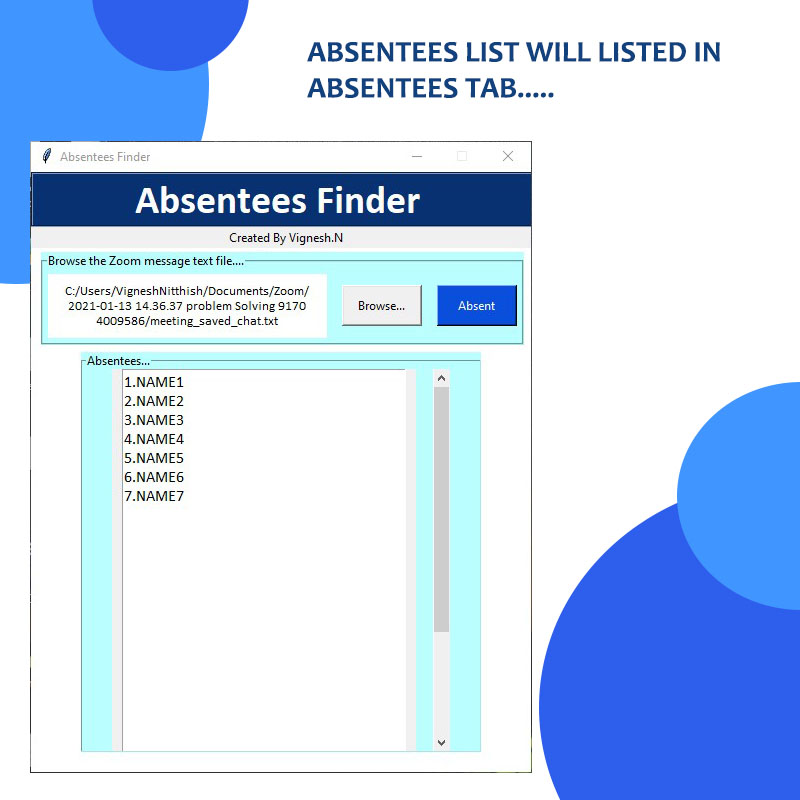 ABSENTEES LIST WILL LISTED IN
ABSENTEES TAB.....
Absentees Finder
Absentees Finder
Created By Vignesh.N
Browse the Zoom message text file....
C:/Users/VigneshNitthish/Documents/Zoom/
2021-01-13 14.36.37 problem Solving 9170
4009586/meeting_saved_chat.txt
Browse...
Absent
Absentees...
1.NAME1
2.NAME2
3.NAME3
4.NAME4
5.NAME5
6.NAME6
7.NAME7